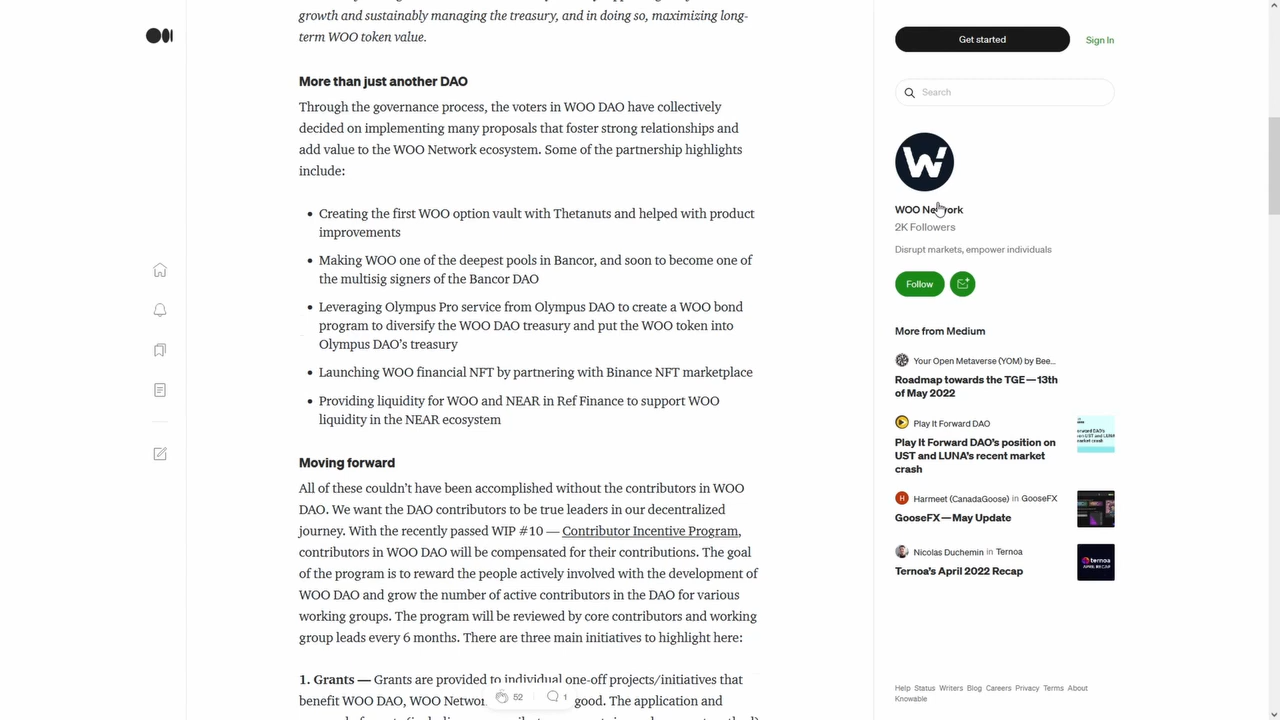 growth and sustainably managing the treasury, and in doing so, maximizing long-
term WOO token value.
More than just another DAO
Through the governance process, the voters in WOO DAO have collectively
decided on implementing many proposals that foster strong relationships and
add value to the WOO Network ecosystem. Some of the partnership highlights
include:
• Creating the first WOO option vault with Thetanuts and helped with product
improvements
• Making WOO one of the deepest pools in Bancor, and soon to become one of
the multisig signers of the Bancor DAO
• Leveraging Olympus Pro service from Olympus DAO to create a WOO bond
program to diversify the WOO DAO treasury and put the WOO token into
Olympus DAO’s treasury
• Launching WOO financial NFT by partnering with Binance NFT marketplace
• Providing liquidity for WOO and NEAR in Ref Finance to support WOO
liquidity in the NEAR ecosystem
Moving forward
All of these couldn’t have been accomplished without the contributors in WOO
DAO. We want the DAO contributors to be true leaders in our decentralized
journey. With the recently passed WIP #10 — Contributor Incentive Program,
contributors in WOO DAO will be compensated for their contributions. The goal
of the program is to reward the people actively involved with the development of
WOO DAO and grow the number of active contributors in the DAO for various
working groups. The program will be reviewed by core contributors and working
group leads every 6 months. There are three main initiatives to highlight here:
1. Grants — Grants are provided to individual one-off projects/initiatives that
benefit WOO DAO, WOO Networ good. The application and
52 1
Get started Sign In
Search
W
WOO Network
2K Followers
Disrupt markets, empower individuals
Follow
More from Medium
Your Open Metaverse (YOM) by Bee...
Roadmap towards the TGE — 13th
of May 2022
Play It Forward DAO
Play It Forward DAO’s position on
UST and LUNA’s recent market
crash
H Harmeet (CanadaGoose) in GooseFX
GooseFX — May Update
Nicolas Duchemin in Ternoa
Ternoa’s April 2022 Recap
ternoa
APRIL RECAP
Help Status Writers Blog Careers Privacy Terms About
Knowable